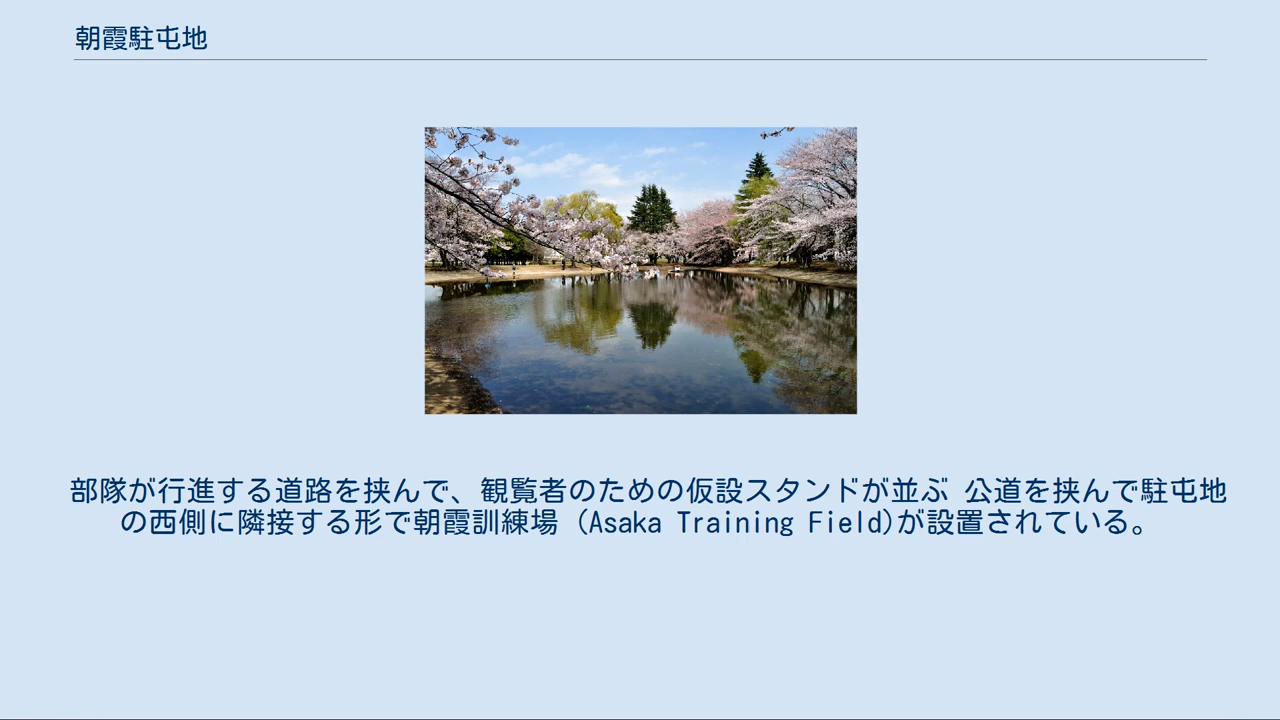 朝霞駐屯地
部隊が行進する道路を挟んで、観覧者のための仮設スタンドが並ぶ 公道を挟んで駐屯地
の西側に隣接する形で朝霞訓練場 (Asaka Training Field)が設置されている。